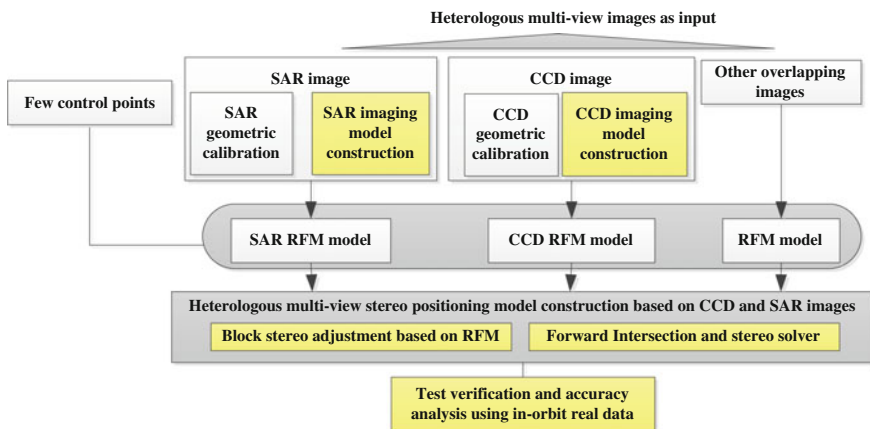 Heterologous multi-view images as input
SAR image
CCD image
Other overlapping
images
Few control points
SAR
geometric
calibration
SAR imaging
model
construction
CCD
geometric
calibration
CCD imaging
model
construction
SAR RFM model
CCD RFM model
RFM model
Heterologous multi-view stereo positioning model construction based on CCD and SAR images
Block stereo adjustment based on RFM
Forward Intersection and stereo solver
Test verification and accuracy
analysis using in-orbit real data